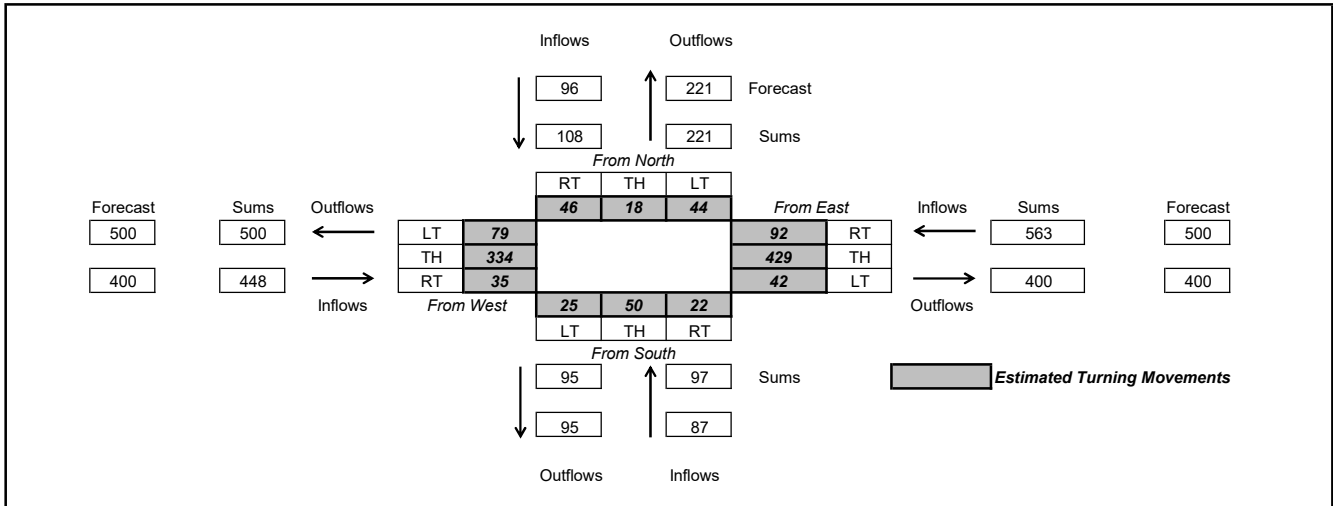 Inflows Outflows
96 221 Forecast
108 221 Sums
From North
RT TH LT
Forecast Sums Outflows 46 18 44 From East Inflows Sums Forecast
500 500 LT 79 92 RT 563 500
TH 334 429 TH
400 448 RT 35 42 LT 400 400
Inflows From West 25 50 22 Outflows
LT TH RT
From South
95 97 Sums Estimated Turning Movements
95 87
Outflows Inflows